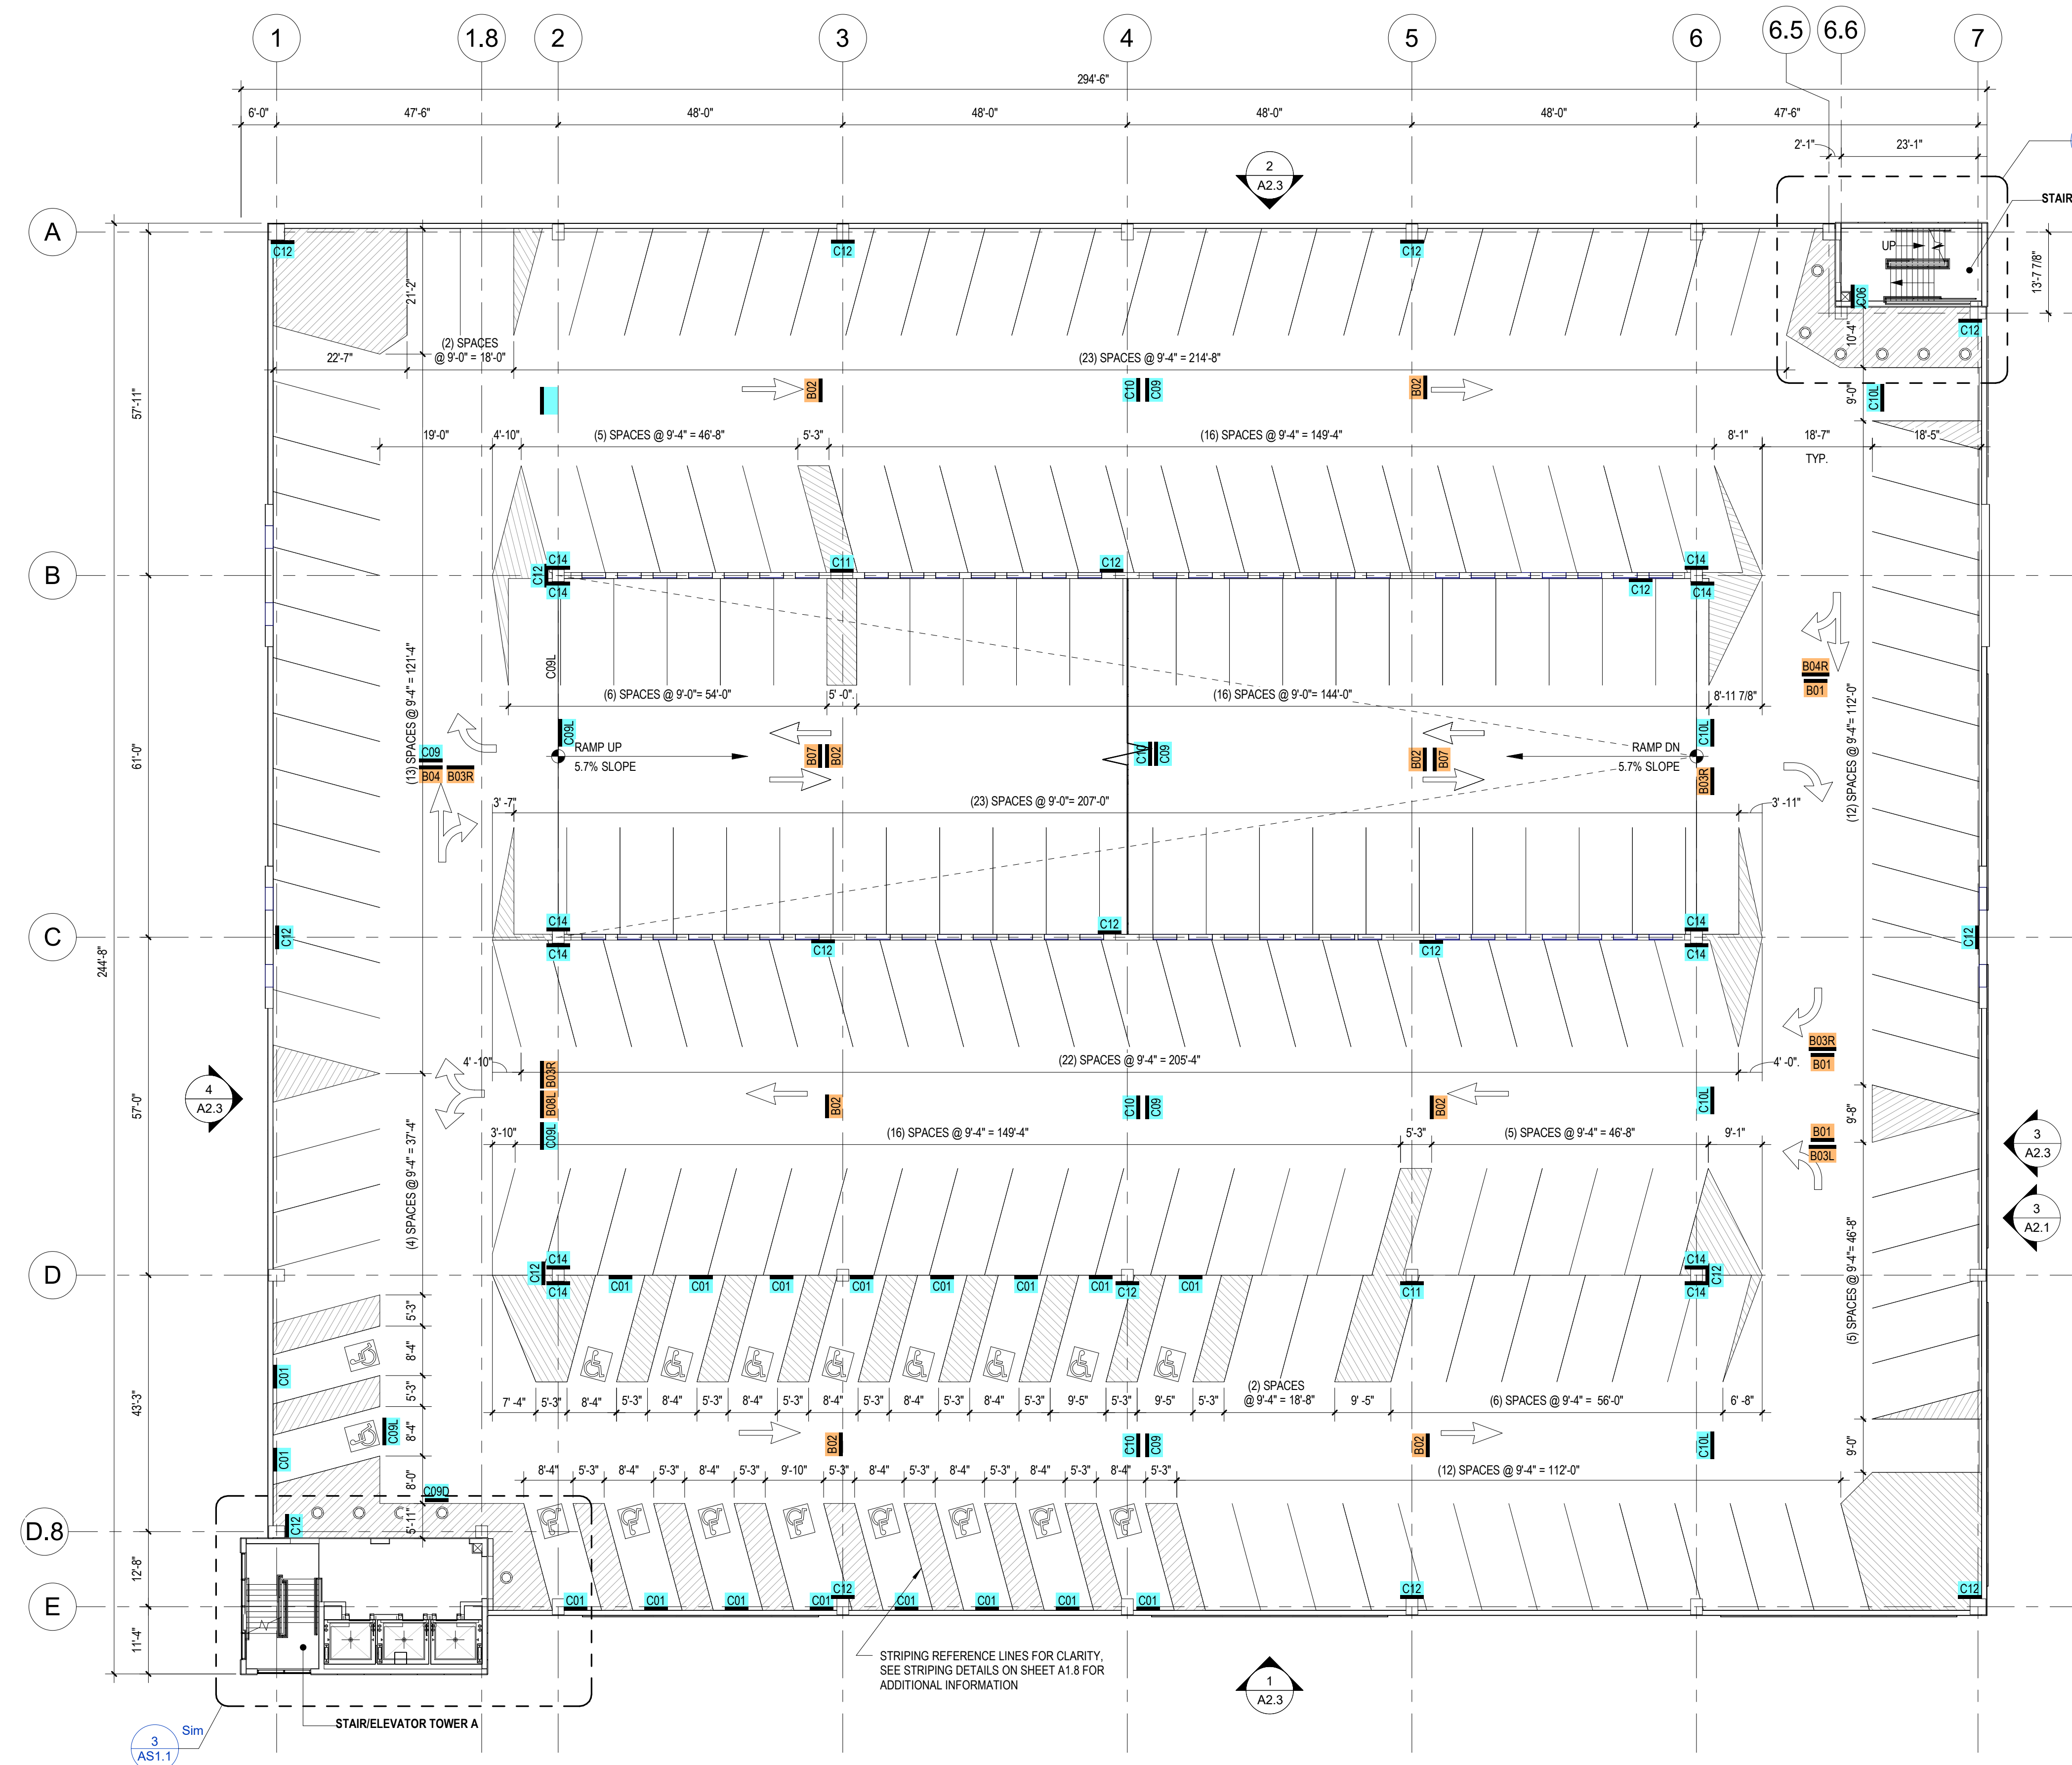 1
1.8
2
3
4
5
6
6.5
6.6
7
294'-6"
6'-0"
47'-6"
48'-0"
48'-0"
48'-0"
48'-0"
47'-6"
2'-1"
23'-1"
2
A2.3
STAIR
A
C12
C12
C12
UP
C06
C12
13'-7 7/8"
10'-4"
21'-2"
22'-7"
(2) SPACES
@ 9'-0" = 18'-0"
(23) SPACES @ 9'-4" = 214'-8"
B02
C10
C09
B02
C10L
9'-0"
57'-11"
19'-0"
4'-10"
(5) SPACES @ 9'-4" = 46'-8"
5'-3"
(16) SPACES @ 9'-4" = 149'-4"
8'-1"
18'-7"
TYP.
18'-5"
B
C14
C12
C14
C11
C12
C12
C14
C14
C09L
(13) SPACES @ 9'-4" = 121'-4"
(6) SPACES @ 9'-0"= 54'-0"
5' -0".
(16) SPACES @ 9'-0"= 144'-0"
8'-11 7/8"
B04R
B01
(12) SPACES @ 9'-4"= 112'-0"
61'-0"
C09
B04
B03R
C09L
RAMP UP
5.7% SLOPE
B07
B02
C10
C09
B02
B07
RAMP DN
5.7% SLOPE
C10L
B03R
3' -7"
(23) SPACES @ 9'-0"= 207'-0"
3' -11"
244'-8"
C
C12
C14
C14
C12
C12
C12
C14
C14
C12
4' -10"
(22) SPACES @ 9'-4" = 205'-4"
4' -0".
B03R
B01
4
A2.3
57'-0"
B03R
B08L
C09L
B02
C10
C09
B02
C10L
9'-8"
(4) SPACES @ 9'-4" = 37'-4"
3'-10"
(16) SPACES @ 9'-4" = 149'-4"
5'-3"
(5) SPACES @ 9'-4" = 46'-8"
9'-1"
B01
B03L
3
A2.3
3
A2.1
(5) SPACES @ 9'-4"= 46'-8"
D
C14
C12
C14
C01
C01
C01
C01
C01
C01
C01
C12
C01
C11
C14
C12
C14
5'-3"
8'-4"
5'-3"
8'-4"
8'-0"
5'-11"
C01
C09L
C01
43'-3"
7' -4"
5'-3"
8'-4"
5'-3"
8'-4"
5'-3"
8'-4"
5'-3"
8'-4"
5'-3"
8'-4"
5'-3"
8'-4"
5'-3"
9'-5"
5'-3"
9'-5"
5'-3"
(2) SPACES
@ 9'-4" = 18'-8"
9' -5"
(6) SPACES @ 9'-4" = 56'-0"
6' -8"
B02
C10
C09
B02
C10L
9'-0"
8'-4"
5'-3"
8'-4"
5'-3"
8'-4"
5'-3"
9'-10"
5'-3"
8'-4"
5'-3"
8'-4"
5'-3"
8'-4"
5'-3"
8'-4"
5'-3"
(12) SPACES @ 9'-4" = 112'-0"
C09D
D.8
C12
12'-8"
E
C01
C01
C01
C01
C12
C01
C01
C01
C01
C12
C12
11'-4"
STRIPING REFERENCE LINES FOR CLARITY,
SEE STRIPING DETAILS ON SHEET A1.8 FOR
ADDITIONAL INFORMATION
1
A2.3
STAIR/ELEVATOR TOWER A
Sim
3
AS1.1